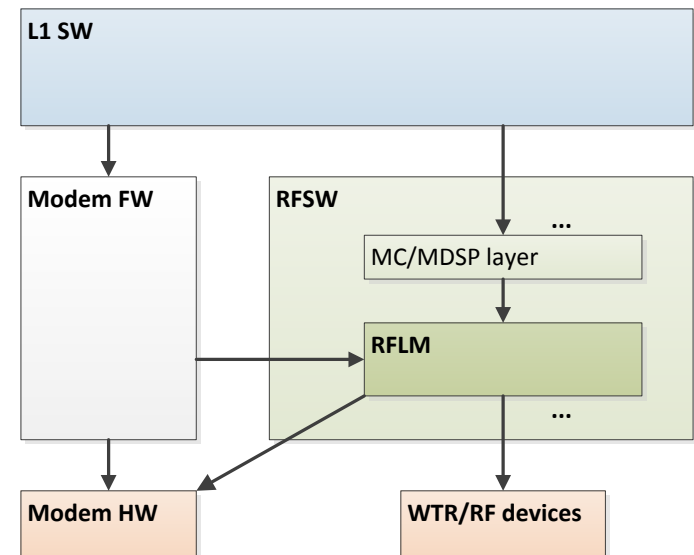 L1 SW
Modem FW
RFSW
...
MC/MDSP layer
RFLM
...
Modem HW
WTR/RF devices